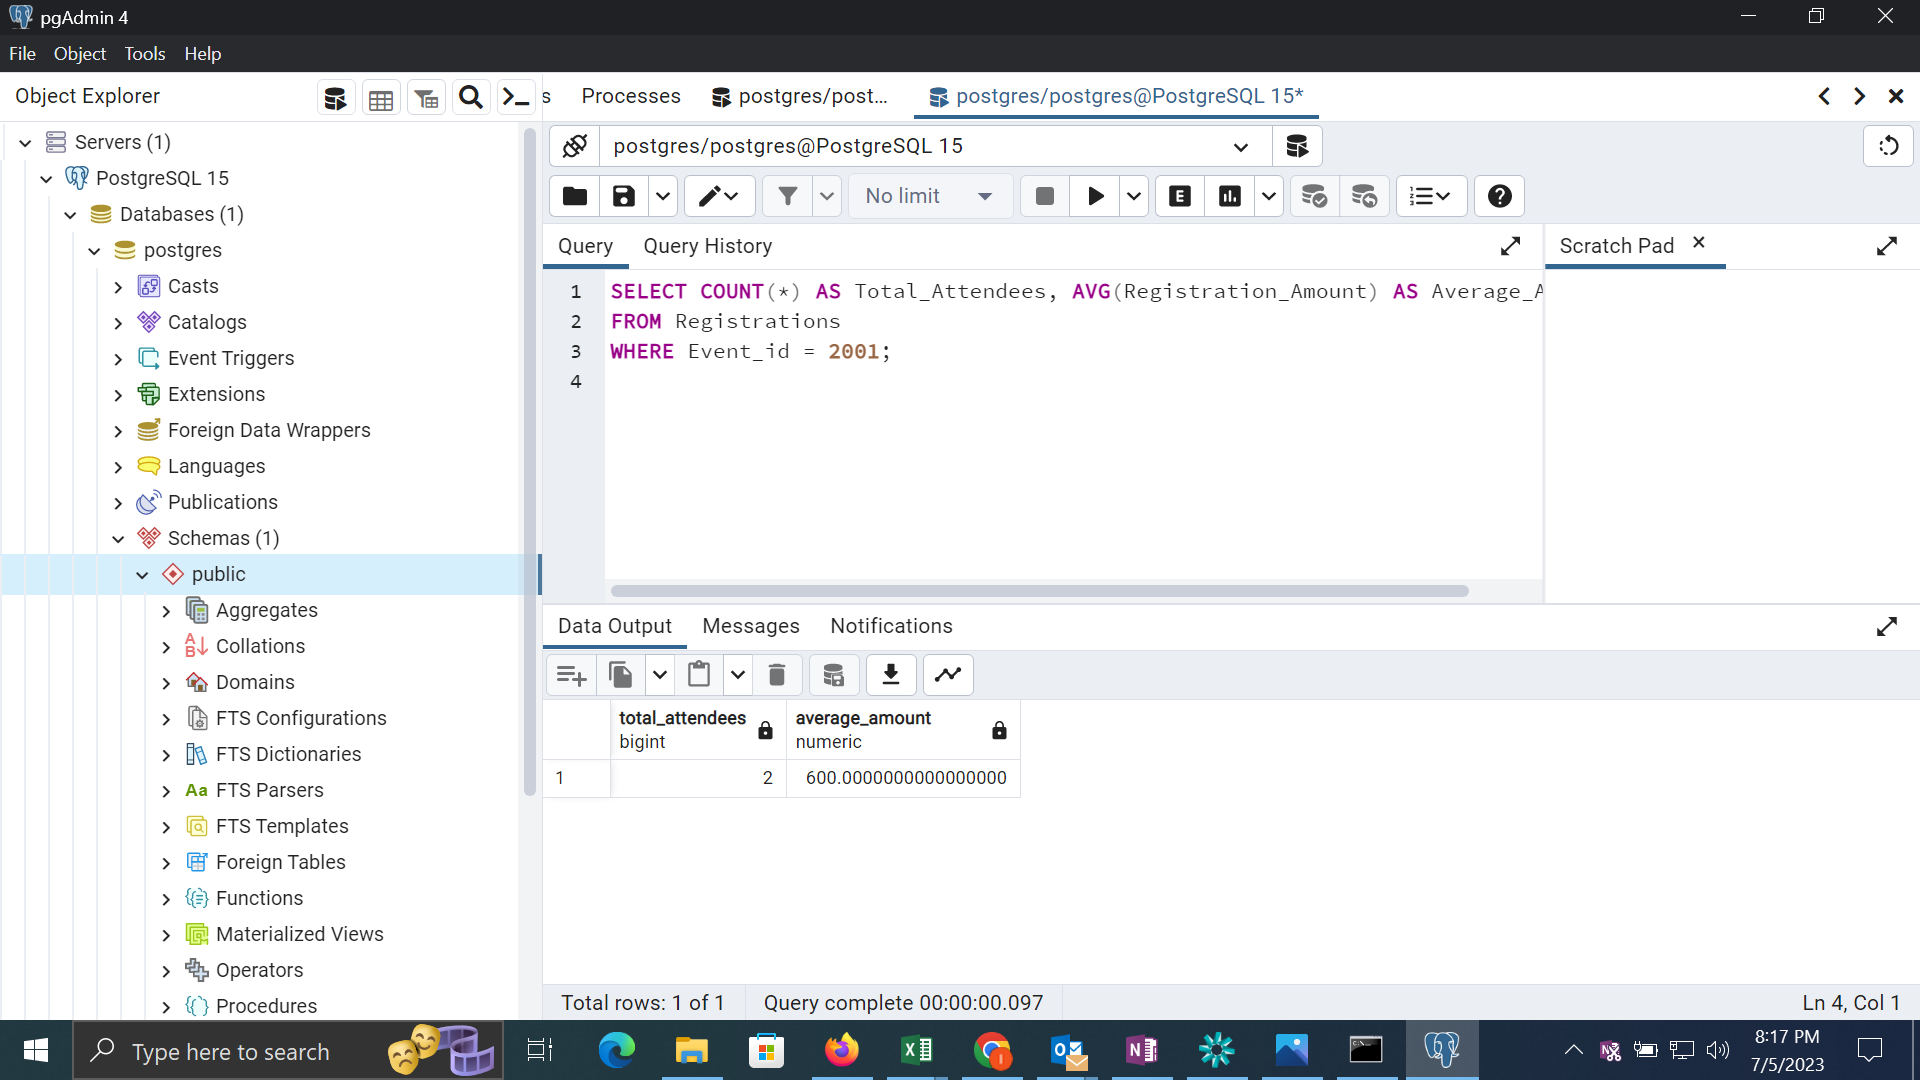 pgAdmin 4
File Object Tools Help
Object Explorer
s Processes postgres/post... postgres/postgres@PostgreSQL 15*
Servers (1)
PostgreSQL 15
Databases (1)
postgres
Casts
Catalogs
Event Triggers
Extensions
Foreign Data Wrappers
Languages
Publications
Schemas (1)
public
Aggregates
Collations
Domains
FTS Configurations
FTS Dictionaries
Aa FTS Parsers
FTS Templates
Foreign Tables
Functions
Materialized Views
Operators
Procedures
postgres/postgres@PostgreSQL 15
No limit
E
Query Query History
Scratch Pad
1 SELECT COUNT(*) AS Total_Attendees, AVG(Registration_Amount) AS Average_A
2 FROM Registrations
3 WHERE Event_id = 2001;
4
Data Output Messages Notifications
total_attendees average_amount
bigint numeric
1 2 600.0000000000000000
Total rows: 1 of 1 Query complete 00:00:00.097 Ln 4, Col 1
Type here to search
8:17 PM
7/5/2023